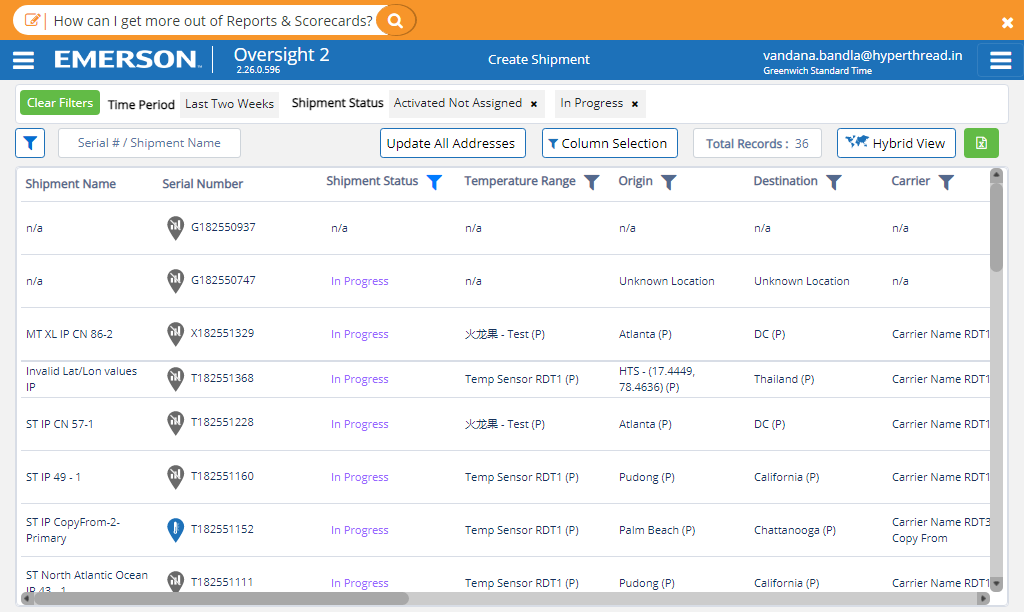 How can I get more out of Reports & Scorecards?
EMERSON
Oversight 2
2.26.0.596
Create Shipment
vandana.bandla@hyperthread.in
Greenwich Standard Time
Clear Filters Time Period Last Two Weeks Shipment Status Activated Not Assigned × In Progress ×
Serial # / Shipment Name Update All Addresses Column Selection Total Records : 36 Hybrid View
Shipment Name Serial Number Shipment Status Temperature Range Origin Destination Carrier
n/a G182550937 n/a n/a n/a n/a n/a
n/a G182550747 In Progress n/a Unknown Location Unknown Location n/a
MT XL IP CN 86-2 X182551329 In Progress 火龙果 - Test (P) Atlanta (P) DC (P) Carrier Name RDT1
Invalid Lat/Lon values
IP
T182551368 In Progress Temp Sensor RDT1 (P)
HTS - (17.4449,
78.4636) (P)
Thailand (P) Carrier Name RDT1
ST IP CN 57-1 T182551228 In Progress 火龙果 - Test (P) Atlanta (P) DC (P) Carrier Name RDT1
ST IP 49 - 1 T182551160 In Progress Temp Sensor RDT1 (P) Pudong (P) California (P) Carrier Name RDT1
ST IP CopyFrom-2-
Primary
T182551152 In Progress Temp Sensor RDT1 (P) Palm Beach (P) Chattanooga (P)
Carrier Name RDT3
Copy From
ST North Atlantic Ocean
IP 43 - 1
T182551111 In Progress Temp Sensor RDT1 (P) Pudong (P) California (P) Carrier Name RDT1